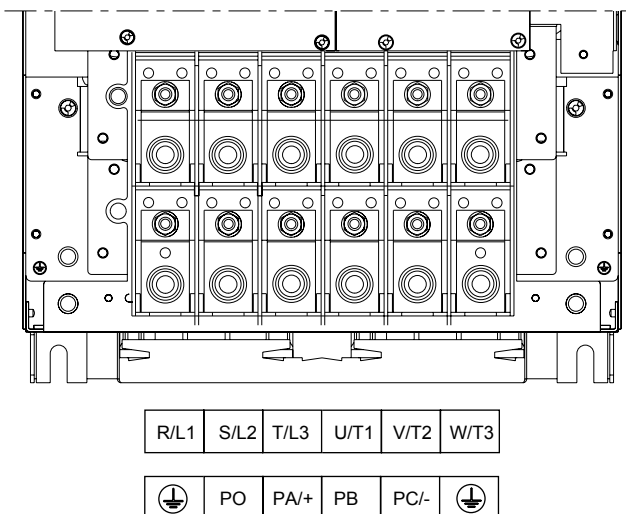 R/L1 S/L2 T/L3 U/T1 V/T2 W/T3
PO PA/+ PB PC/-